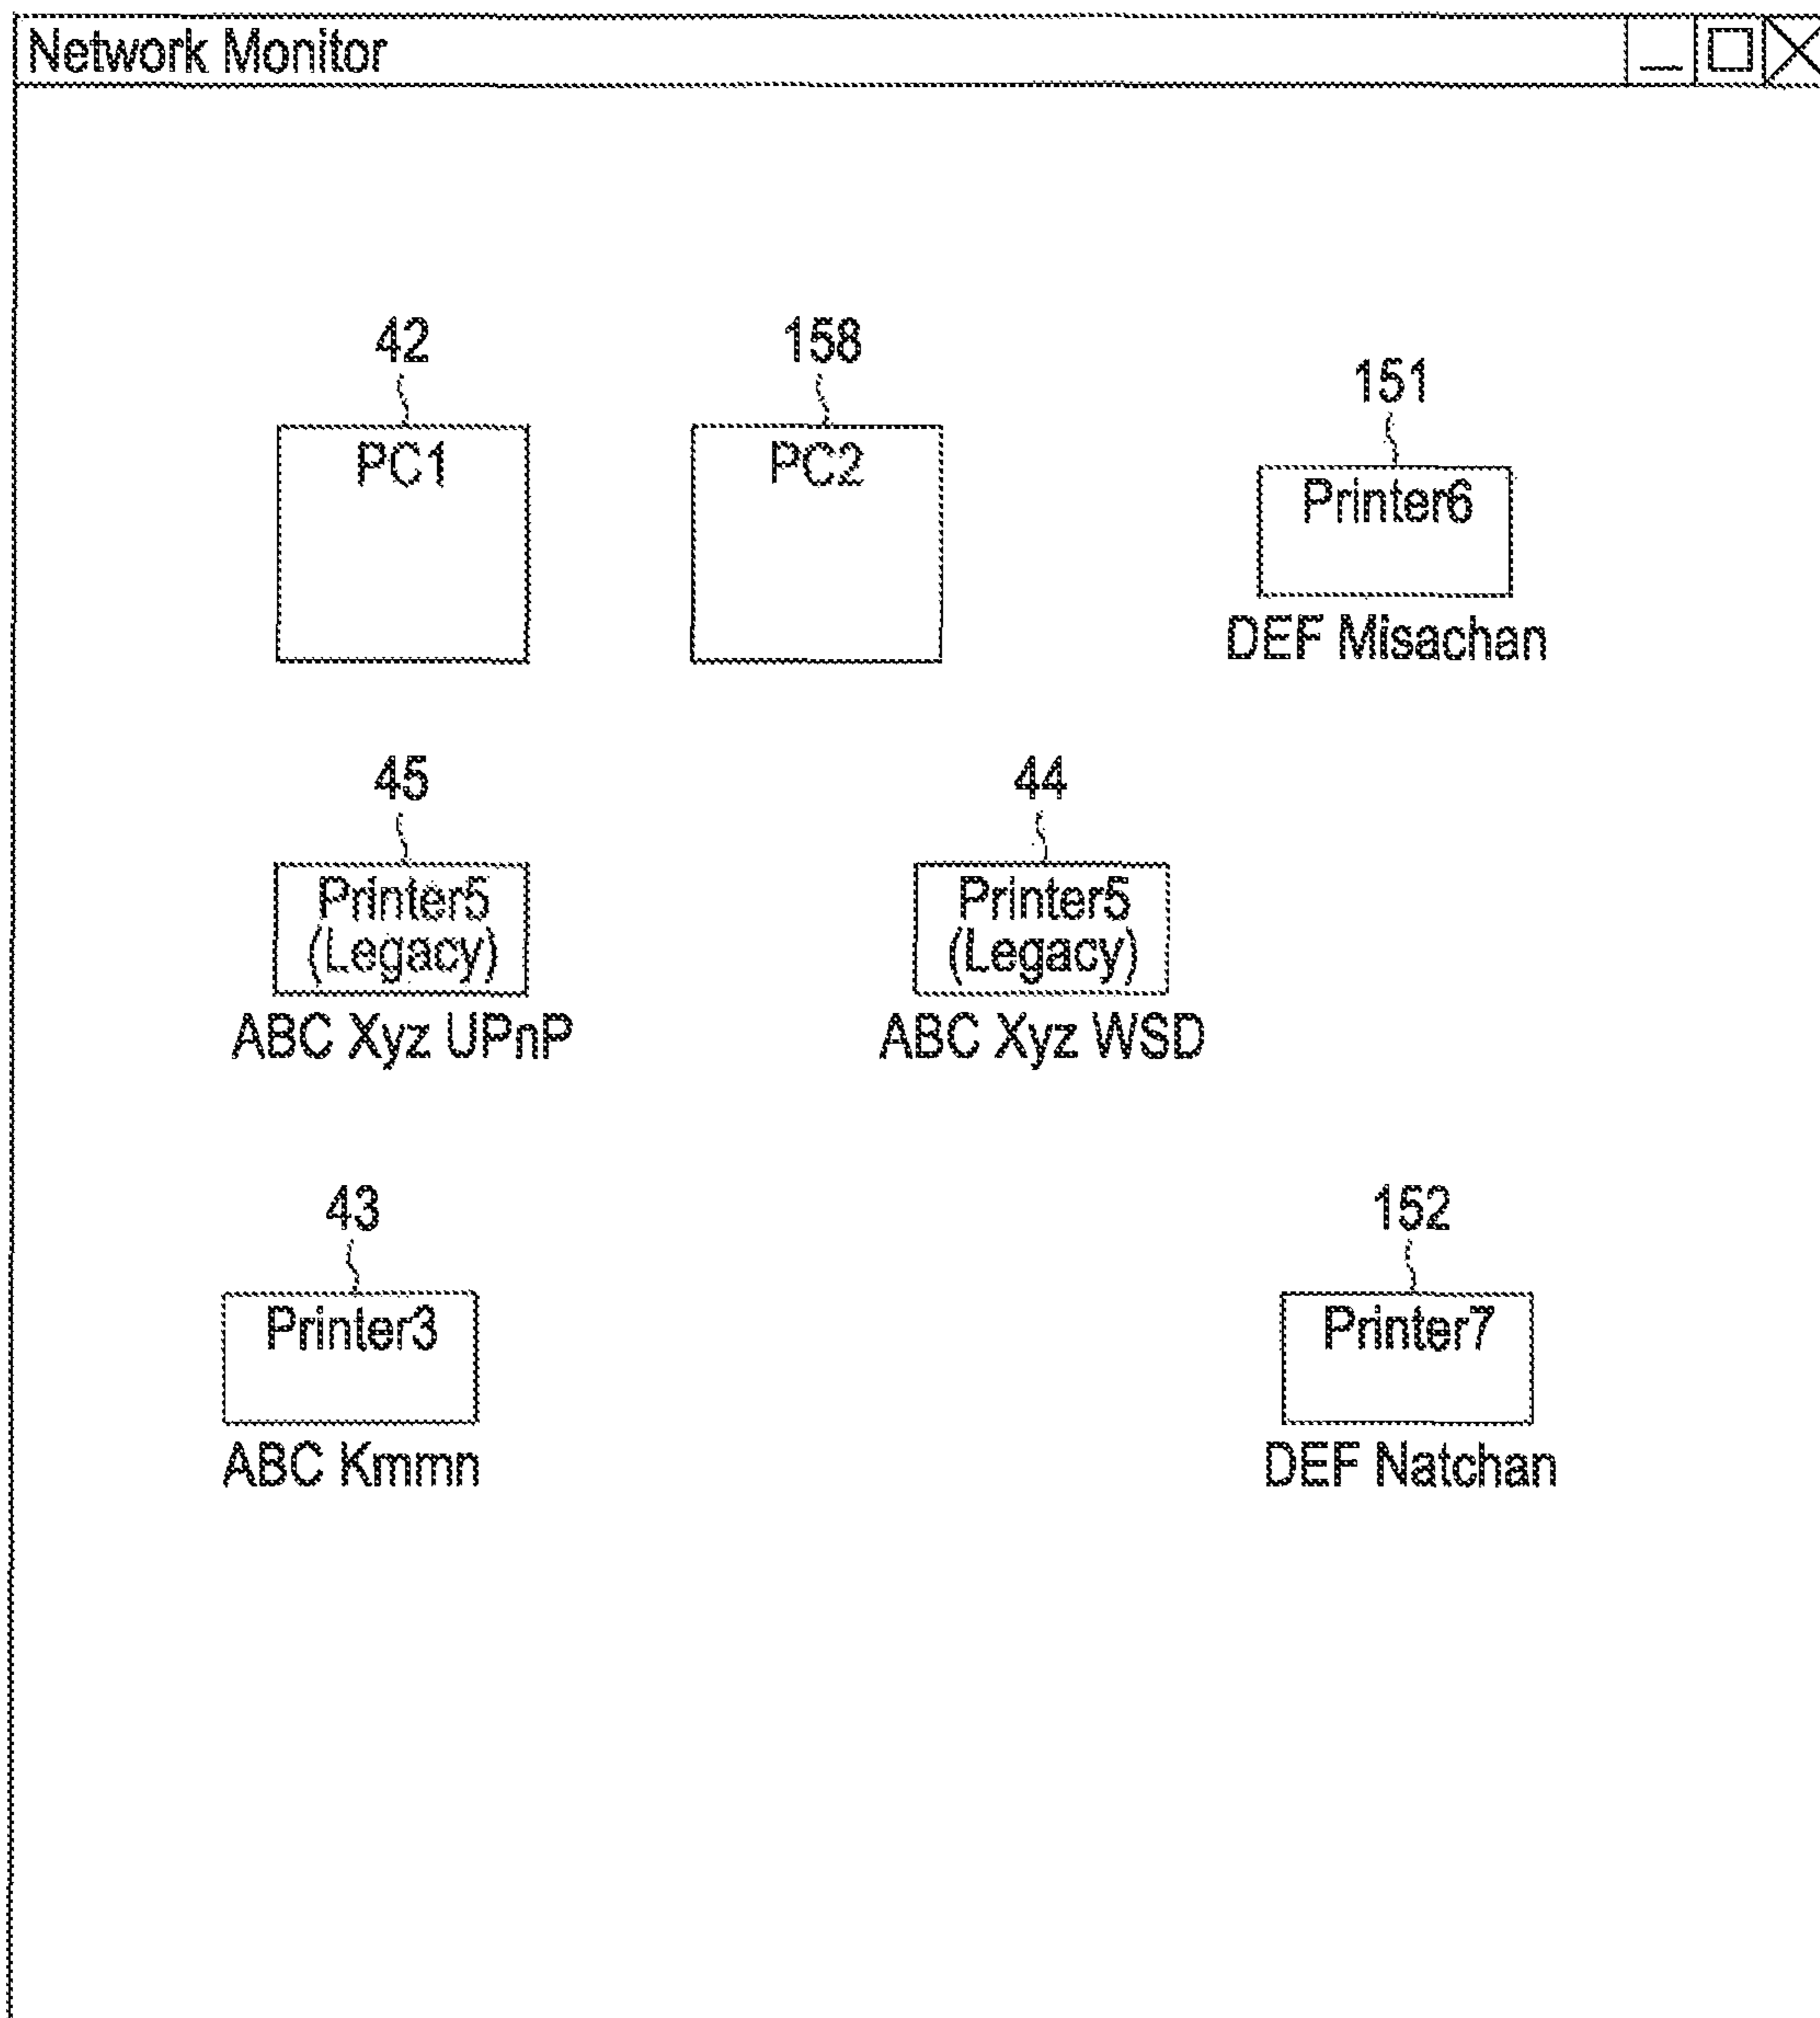 Network Monitor
42
158
151
PC1
PC2
Printer6
DEF Misachan
45
44
Printer5
(Legacy)
Printer5
(Legacy)
ABC Xyz UPnP
ABC Xyz WSD
43
152
Printer3
Printer7
ABC Kmmn
DEF Natchan